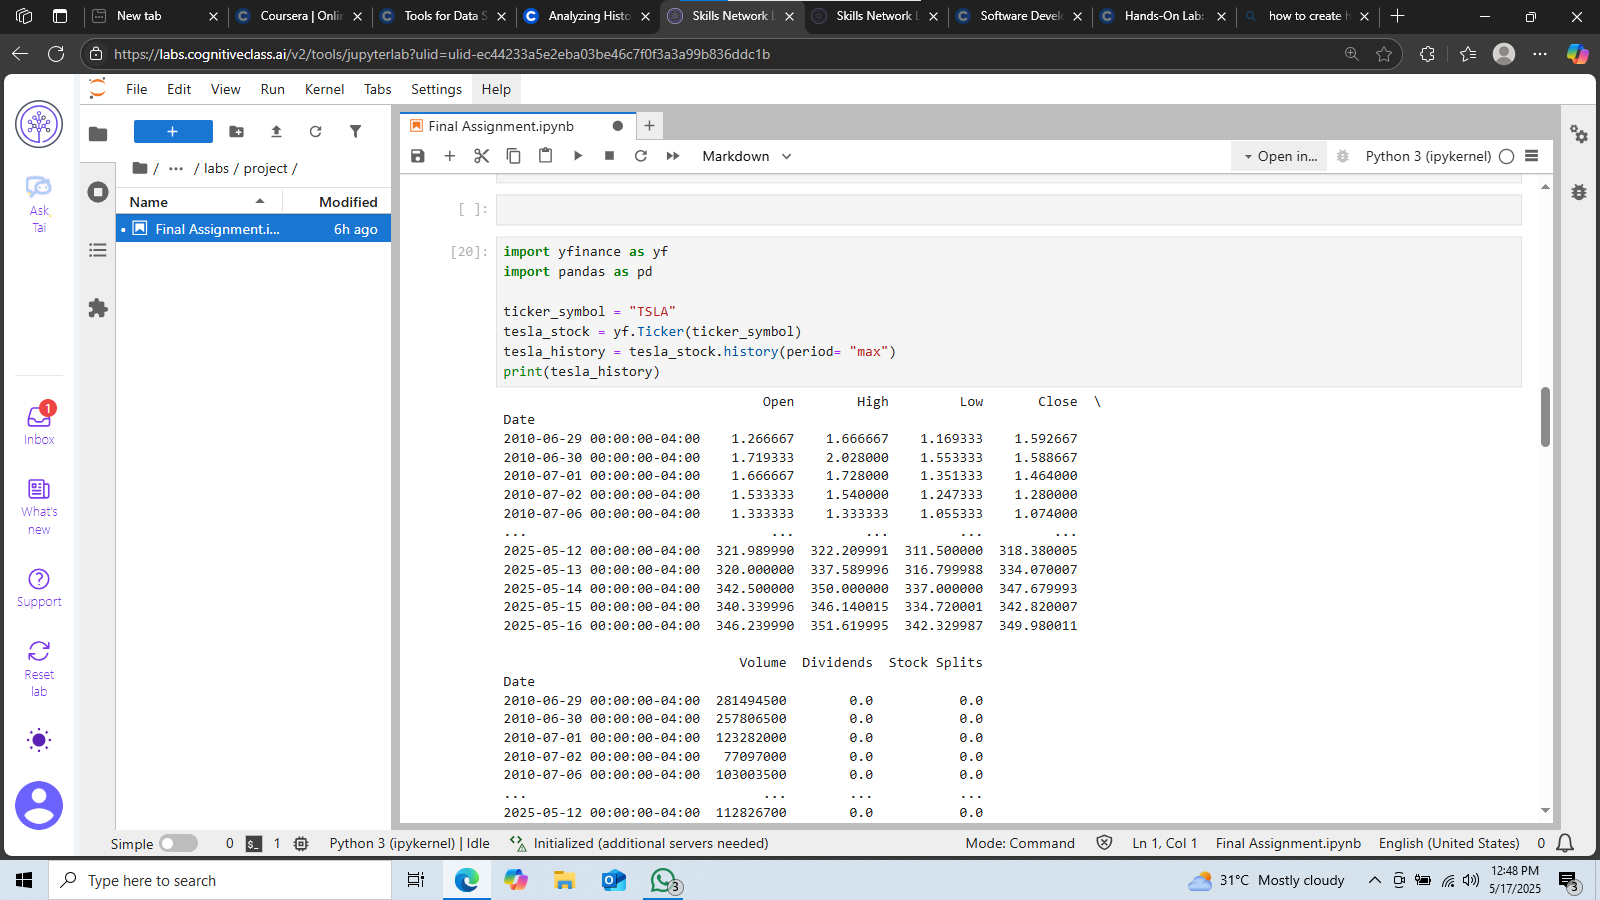 New tab
Coursera | Onlin
Tools for Data S
Analyzing Histo
Skills Network L
Skills Network L
Software Devel
Hands-On Lab:
how to create h
https://labs.cognitiveclass.ai/v2/tools/jupyterlab?ulid=ulid-ec44233a5e2eba03be46c7f0f3a3a99b836ddc1b
File Edit View Run Kernel Tabs Settings Help
Ask
Tai
1
Inbox
What's
new
Support
Reset
lab
/ ... / labs / project /
Name Modified
Final Assignment.i... 6h ago
Final Assignment.ipynb
Markdown
Open in...
Python 3 (ipykernel)
[ ]:
[20]:
import yfinance as yf
import pandas as pd
ticker_symbol = "TSLA"
tesla_stock = yf.Ticker(ticker_symbol)
tesla_history = tesla_stock.history(period= "max")
print(tesla_history)
Open High Low Close \
Date
2010-06-29 00:00:00-04:00 1.266667 1.666667 1.169333 1.592667
2010-06-30 00:00:00-04:00 1.719333 2.028000 1.553333 1.588667
2010-07-01 00:00:00-04:00 1.666667 1.728000 1.351333 1.464000
2010-07-02 00:00:00-04:00 1.533333 1.540000 1.247333 1.280000
2010-07-06 00:00:00-04:00 1.333333 1.333333 1.055333 1.074000
... ... ... ... ...
2025-05-12 00:00:00-04:00 321.989990 322.209991 311.500000 318.380005
2025-05-13 00:00:00-04:00 320.000000 337.589996 316.799988 334.070007
2025-05-14 00:00:00-04:00 342.500000 350.000000 337.000000 347.679993
2025-05-15 00:00:00-04:00 340.339996 346.140015 334.720001 342.820007
2025-05-16 00:00:00-04:00 346.239990 351.619995 342.329987 349.980011
Volume Dividends Stock Splits
Date
2010-06-29 00:00:00-04:00 281494500 0.0 0.0
2010-06-30 00:00:00-04:00 257806500 0.0 0.0
2010-07-01 00:00:00-04:00 123282000 0.0 0.0
2010-07-02 00:00:00-04:00 77097000 0.0 0.0
2010-07-06 00:00:00-04:00 103003500 0.0 0.0
... ... ... ...
2025-05-12 00:00:00-04:00 112826700 0.0 0.0
Simple 0 1 Python 3 (ipykernel) | Idle Initialized (additional servers needed) Mode: Command Ln 1, Col 1 Final Assignment.ipynb English (United States) 0
Type here to search
3
31°C Mostly cloudy
12:48 PM
5/17/2025
3